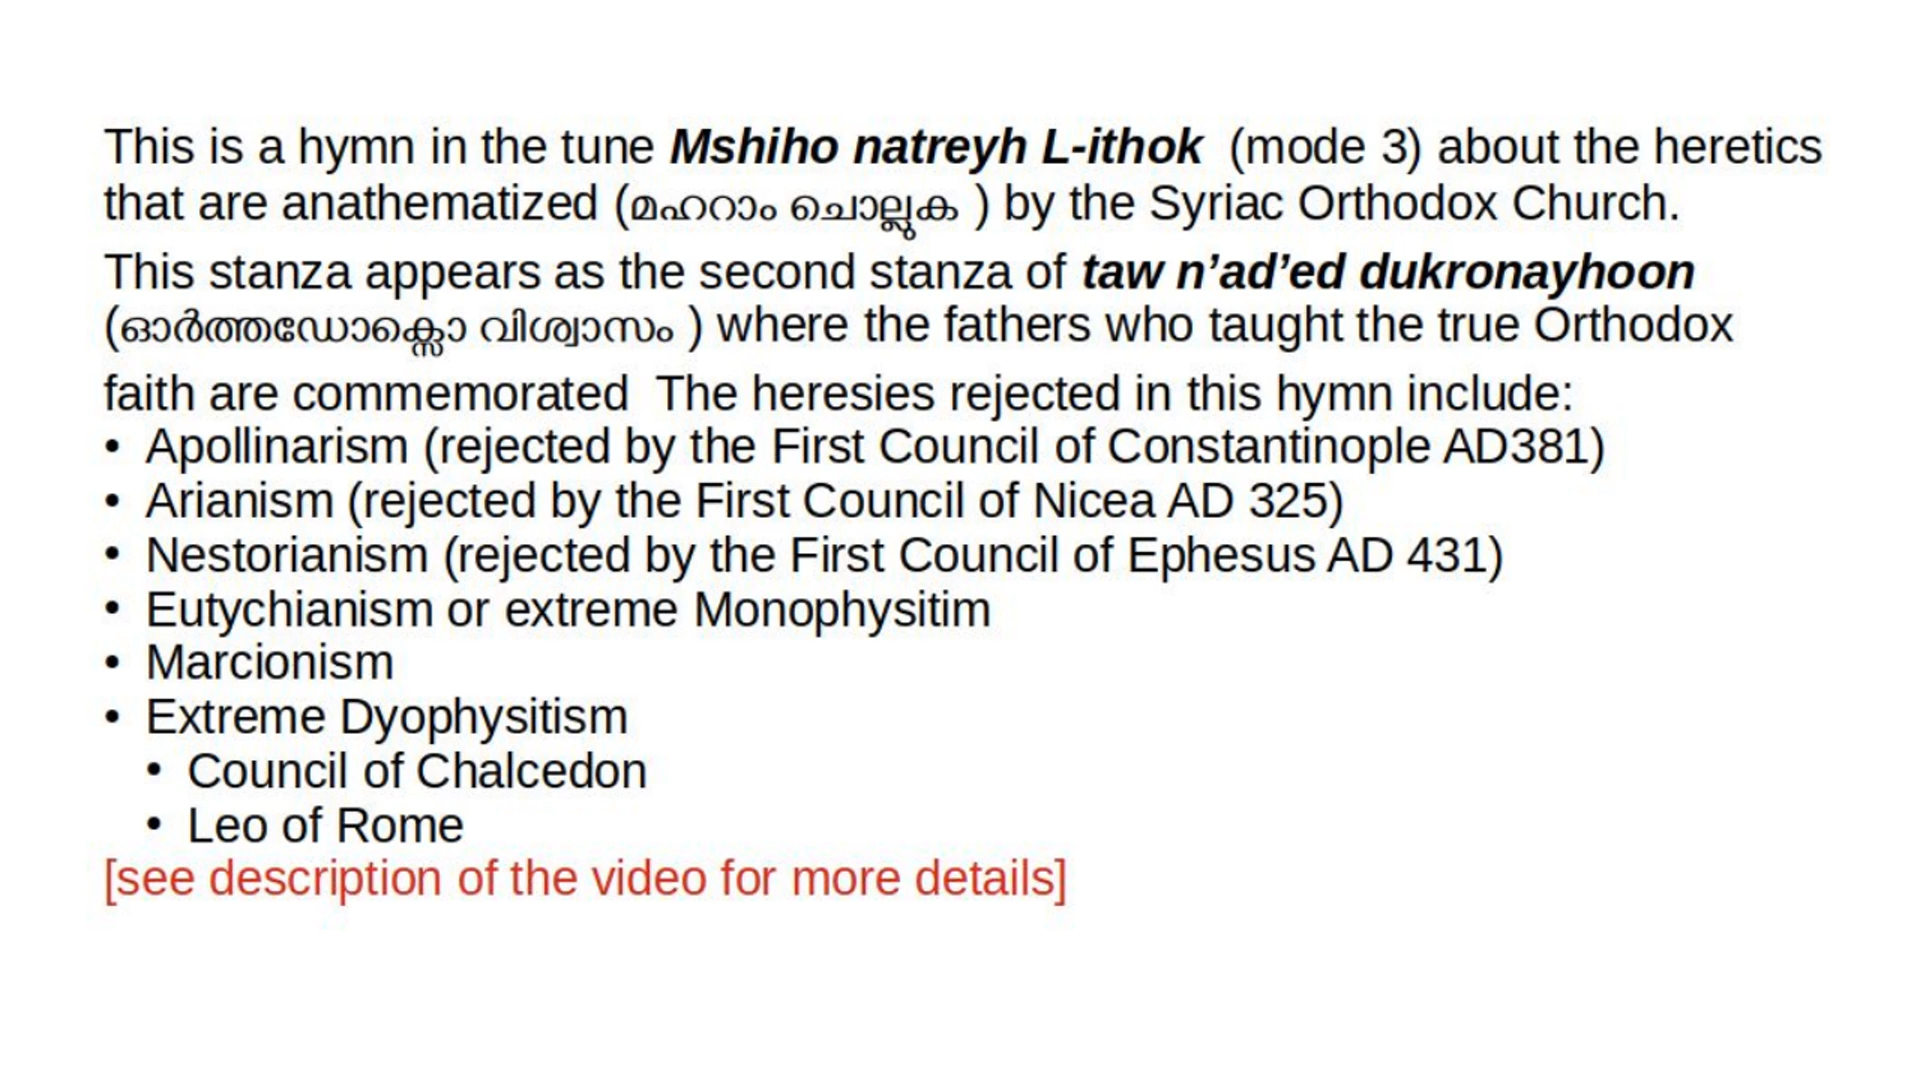 This is a hymn in the tune Mshiho natreyh L-ithok (mode 3) about the heretics
that are anathematized (മഹറാം ചൊല്ലുക ) by the Syriac Orthodox Church.
This stanza appears as the second stanza of taw n’ad’ed dukronayhoon
(ഓർത്തഡോക്സൊ വിശ്വാസം ) where the fathers who taught the true Orthodox
faith are commemorated  The heresies rejected in this hymn include:
• Apollinarism (rejected by the First Council of Constantinople AD381)
• Arianism (rejected by the First Council of Nicea AD 325)
• Nestorianism (rejected by the First Council of Ephesus AD 431)
• Eutychianism or extreme Monophysitim
• Marcionism
• Extreme Dyophysitism
• Council of Chalcedon
• Leo of Rome
[see description of the video for more details]